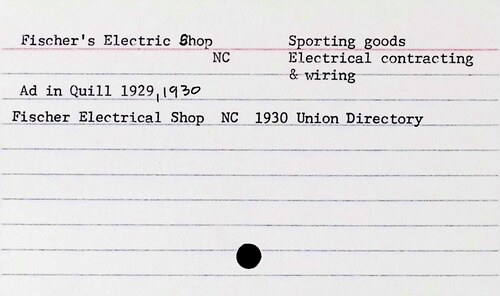 Fischer's Electric Shop Sporting goods
NC Electrical contracting
& wiring
Ad in Quill 1929, 1930
Fischer Electrical Shop NC 1930 Union Directory